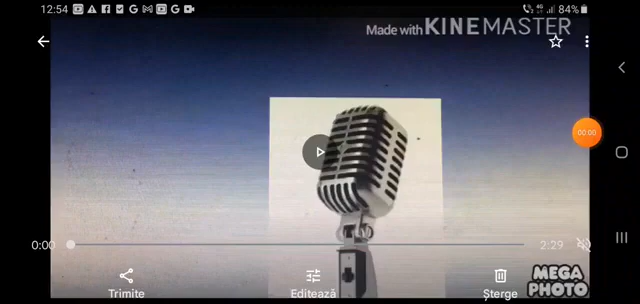 12:54
84%
Made with KINEMASTER
00:00
0:00
2:29
Trimite
Editează
Șterge
MEGA
PHOTO